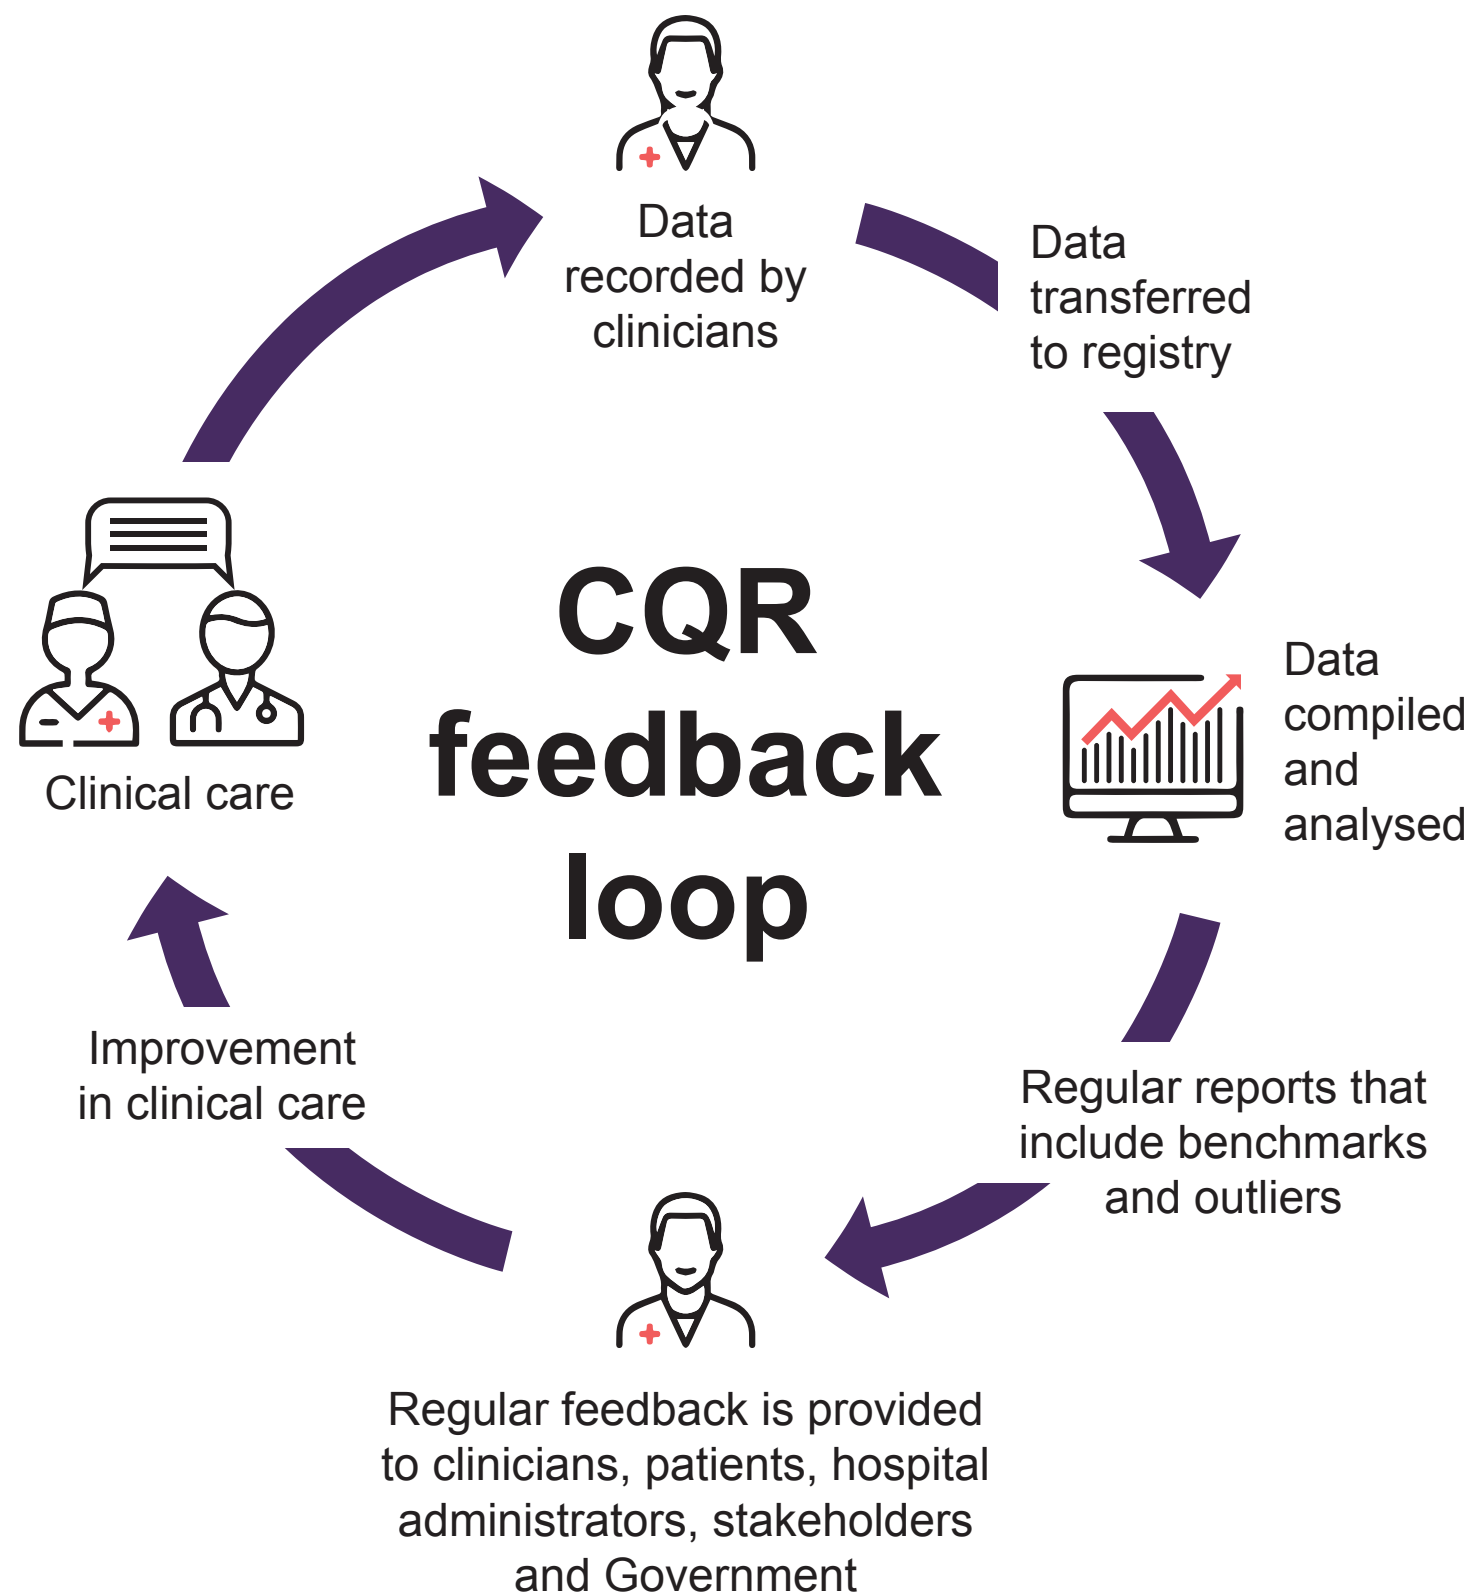 Data
recorded by
clinicians
Data
transferred
to registry
Data
compiled
and
analysed
Regular reports that
include benchmarks
and outliers
Regular feedback is provided
to clinicians, patients, hospital
administrators, stakeholders
and Government
Improvement
in clinical care
Clinical care
CQR
feedback
loop